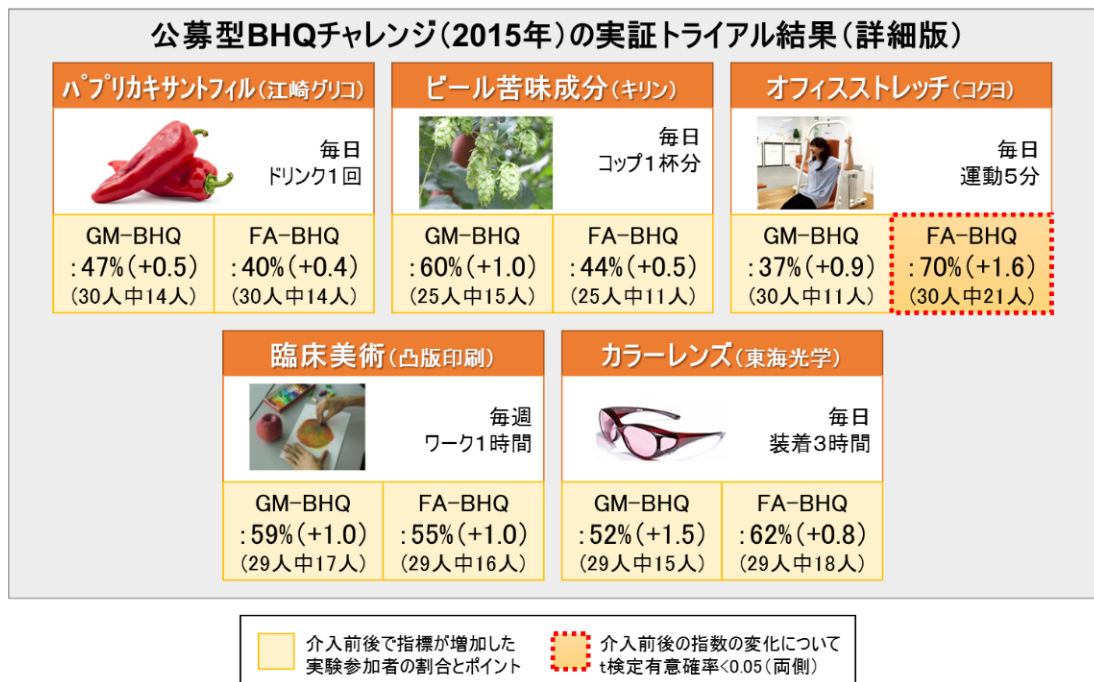 公募型BHQチャレンジ(2015年)の実証トライアル結果(詳細版)
パプリカキサントフィル(江崎グリコ)
毎日
ドリンク1回
GM-BHQ
:47%(+0.5)
(30人中14人)
FA-BHQ
:40%(+0.4)
(30人中14人)
ビール苦味成分(キリン)
毎日
コップ1杯分
GM-BHQ
:60%(+1.0)
(25人中15人)
FA-BHQ
:44%(+0.5)
(25人中11人)
オフィスストレッチ(コクヨ)
毎日
運動5分
GM-BHQ
:37%(+0.9)
(30人中11人)
FA-BHQ
:70%(+1.6)
(30人中21人)
臨床美術(凸版印刷)
毎週
ワーク1時間
GM-BHQ
:59%(+1.0)
(29人中17人)
FA-BHQ
:55%(+1.0)
(29人中16人)
カラーレンズ(東海光学)
毎日
装着3時間
GM-BHQ
:52%(+1.5)
(29人中15人)
FA-BHQ
:62%(+0.8)
(29人中18人)
介入前後で指標が増加した
実験参加者の割合とポイント
介入前後の指数の変化について
t検定有意確率<0.05(両側)